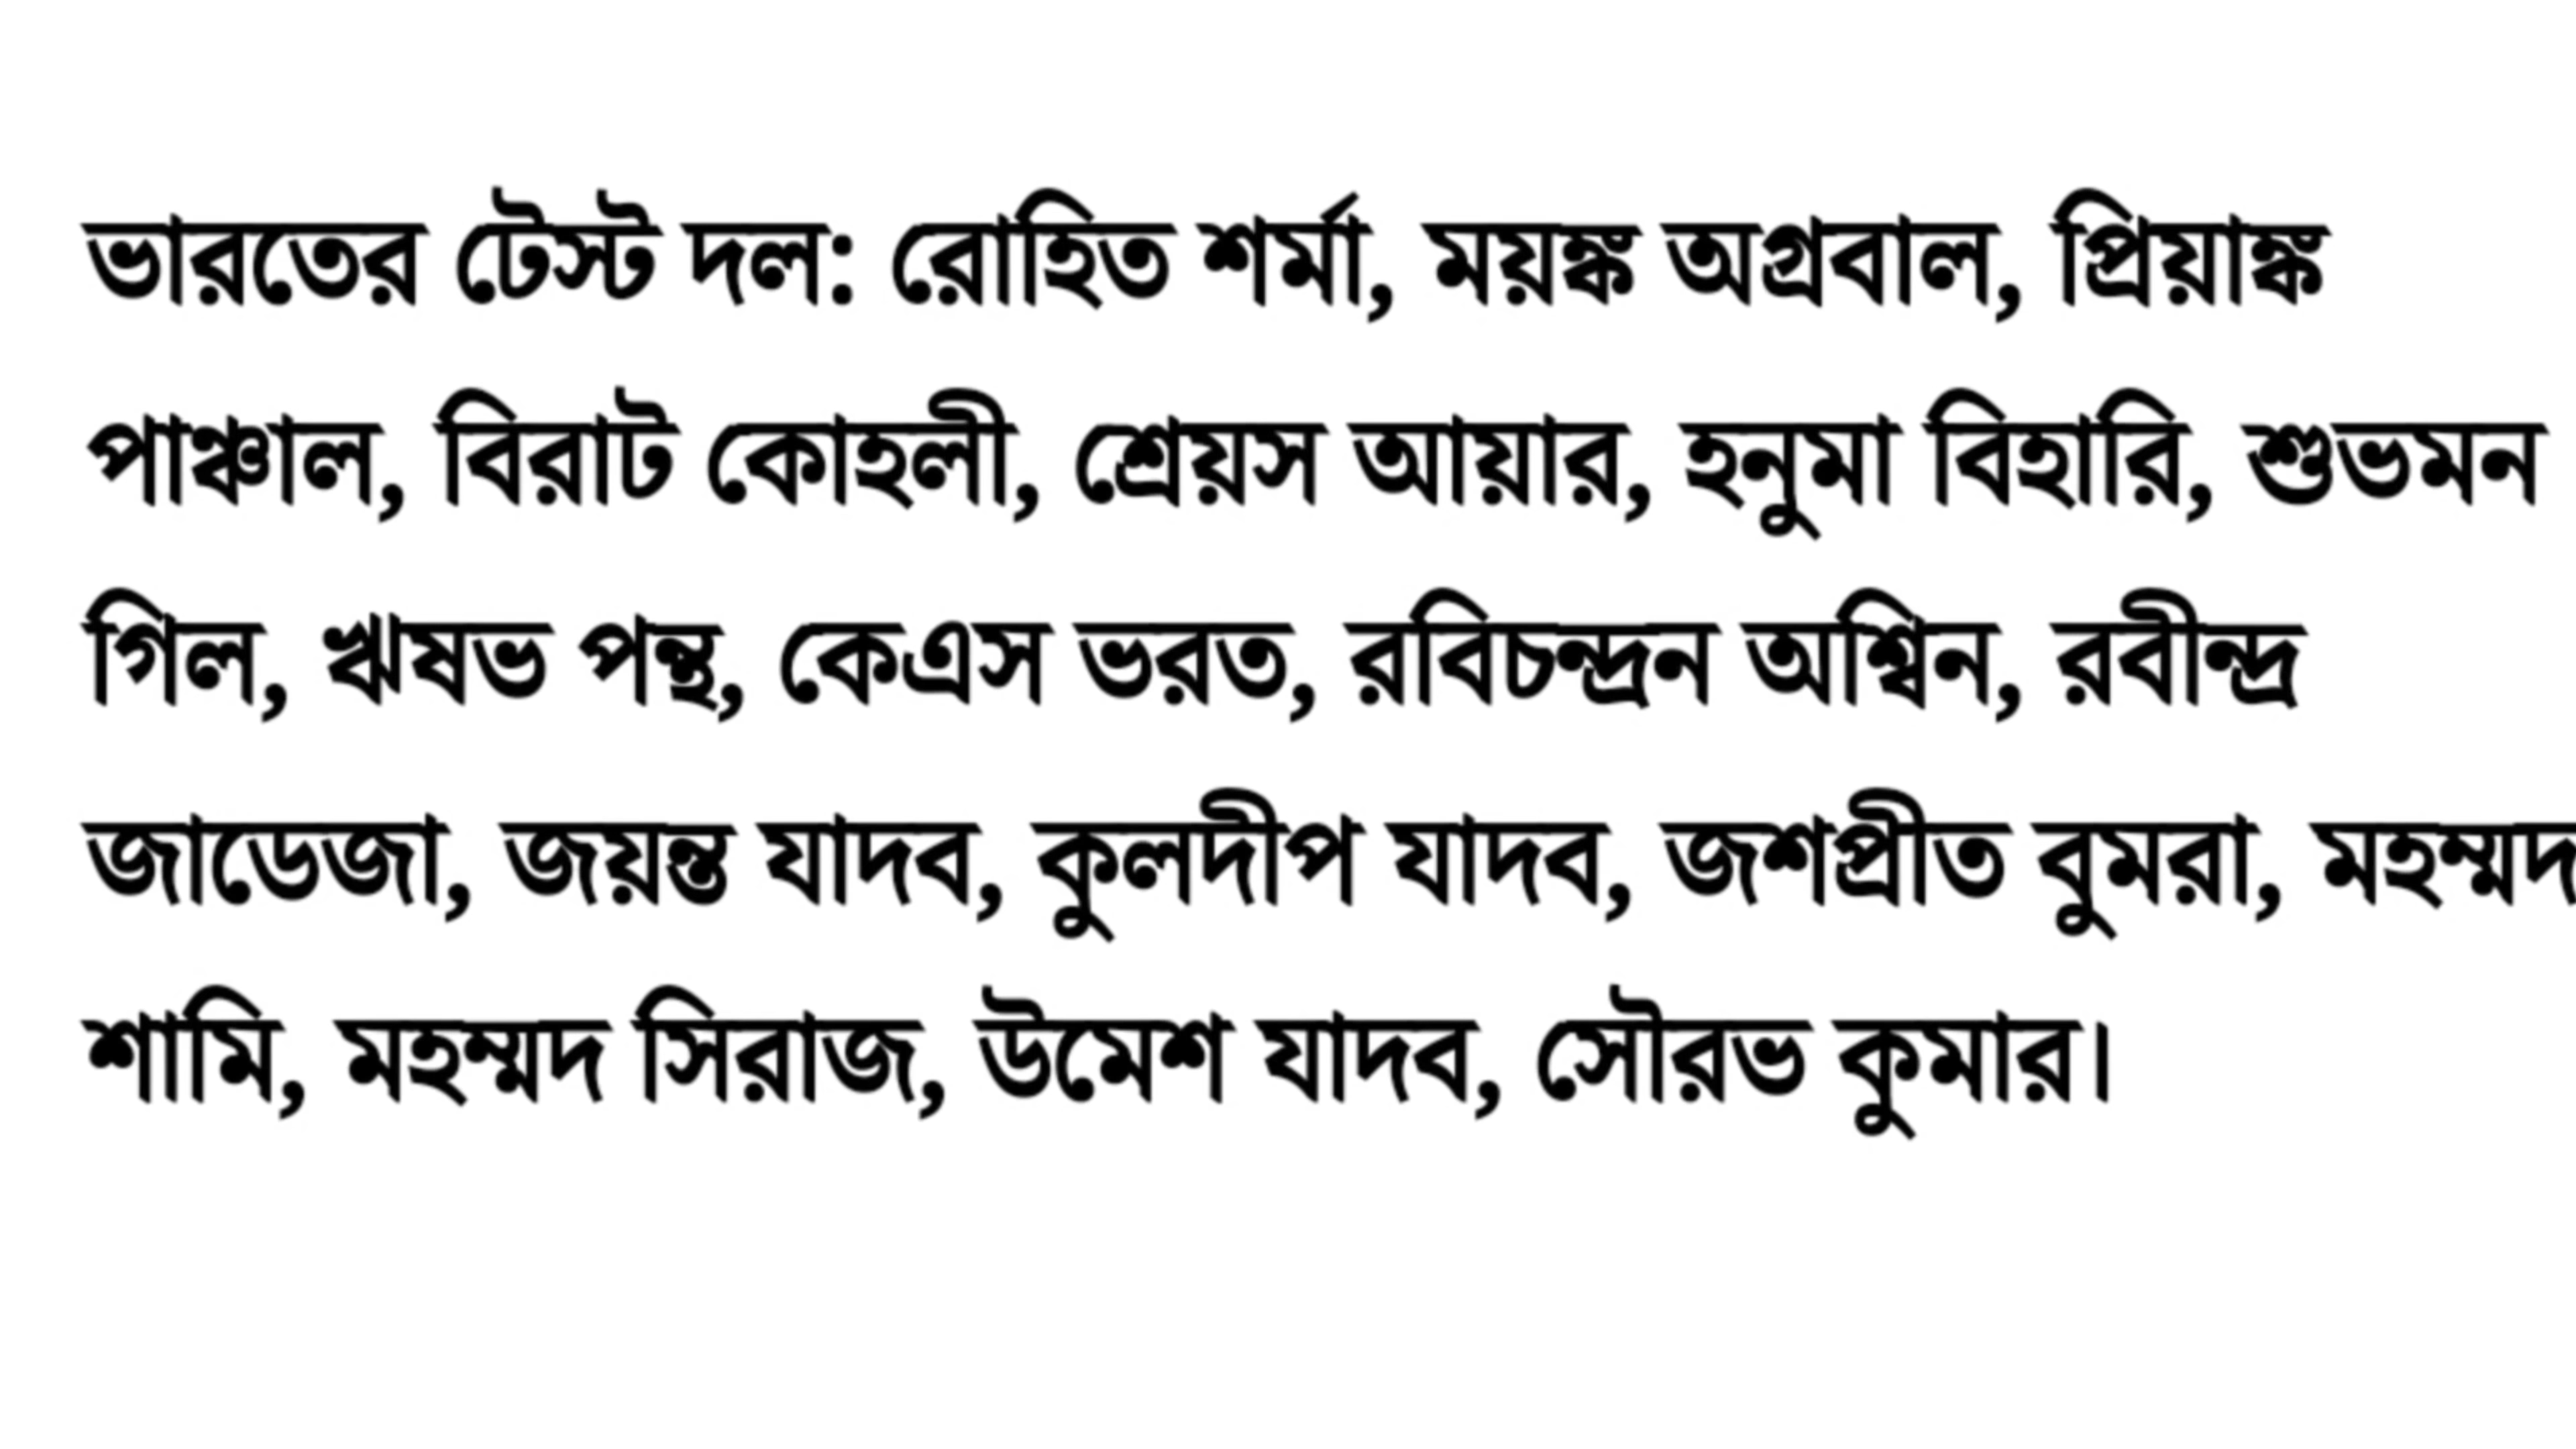 ভারতের টেস্ট দল: রোহিত শর্মা, ময়ঙ্ক অগ্রবাল, প্রিয়াঙ্ক
পাঞ্চাল, বিরাট কোহলী, শ্রেয়স আয়ার, হনুমা বিহারি, শুভমন
গিল, ঋষভ পন্থ, কেএস ভরত, রবিচন্দ্রন অশ্বিন, রবীন্দ্র
জাডেজা, জয়ন্ত যাদব, কুলদীপ যাদব, জশপ্রীত বুমরা, মহম্মদ
শামি, মহম্মদ সিরাজ, উমেশ যাদব, সৌরভ কুমার।